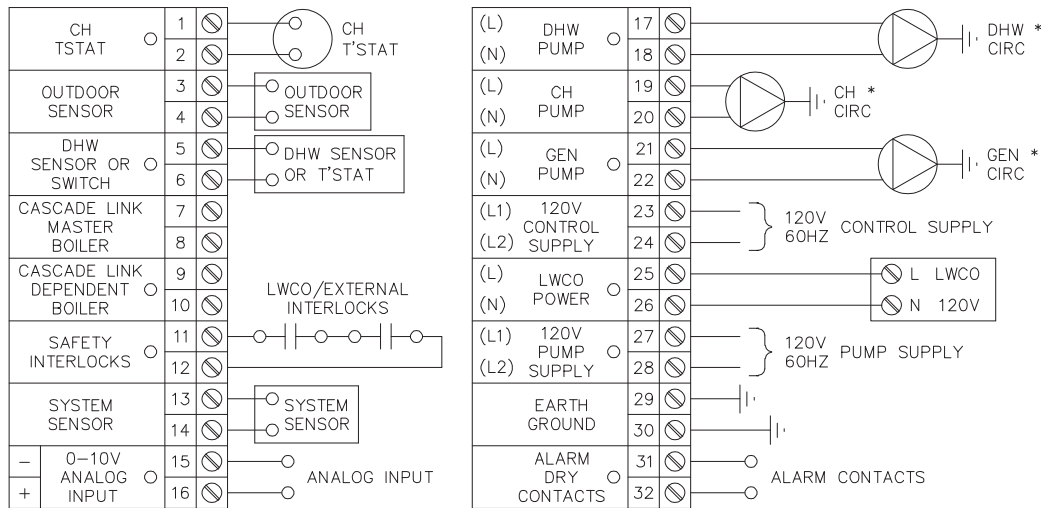 CH
TSTAT
1
2
CH
T'STAT
OUTDOOR
SENSOR
3
4
OUTDOOR
SENSOR
DHW
SENSOR OR
SWITCH
5
6
DHW SENSOR
OR T'STAT
CASCADE LINK
MASTER
BOILER
7
8
CASCADE LINK
DEPENDENT
BOILER
9
10
LWCO/EXTERNAL
INTERLOCKS
SAFETY
INTERLOCKS
11
12
SYSTEM
SENSOR
13
14
SYSTEM
SENSOR
-
+
0-10V
ANALOG
INPUT
15
16
ANALOG INPUT
(L)
(N)
DHW
PUMP
17
18
DHW *
CIRC
(L)
(N)
CH
PUMP
19
20
CH *
CIRC
(L)
(N)
GEN
PUMP
21
22
GEN *
CIRC
(L1)
(L2)
120V
CONTROL
SUPPLY
23
24
120V
60HZ
CONTROL SUPPLY
(L)
(N)
LWCO
POWER
25
26
L LWCO
N 120V
(L1)
(L2)
120V
PUMP
SUPPLY
27
28
120V
60HZ
PUMP SUPPLY
EARTH
GROUND
29
30
ALARM
DRY
CONTACTS
31
32
ALARM CONTACTS